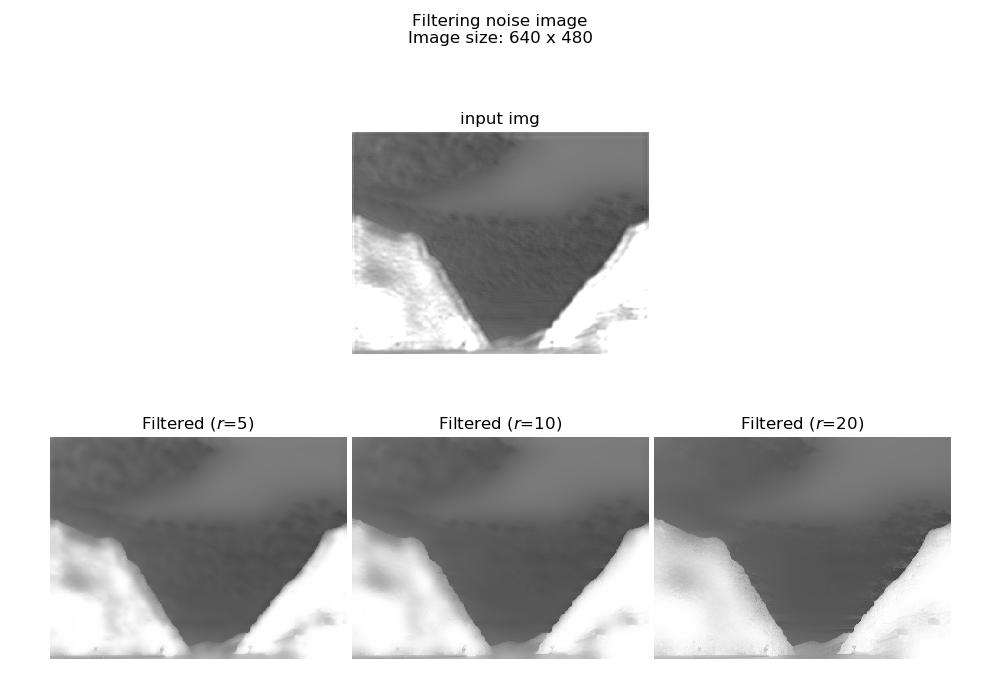 Filtering noise image
Image size: 640 x 480
input img
Filtered (r=5)
Filtered (r=10)
Filtered (r=20)